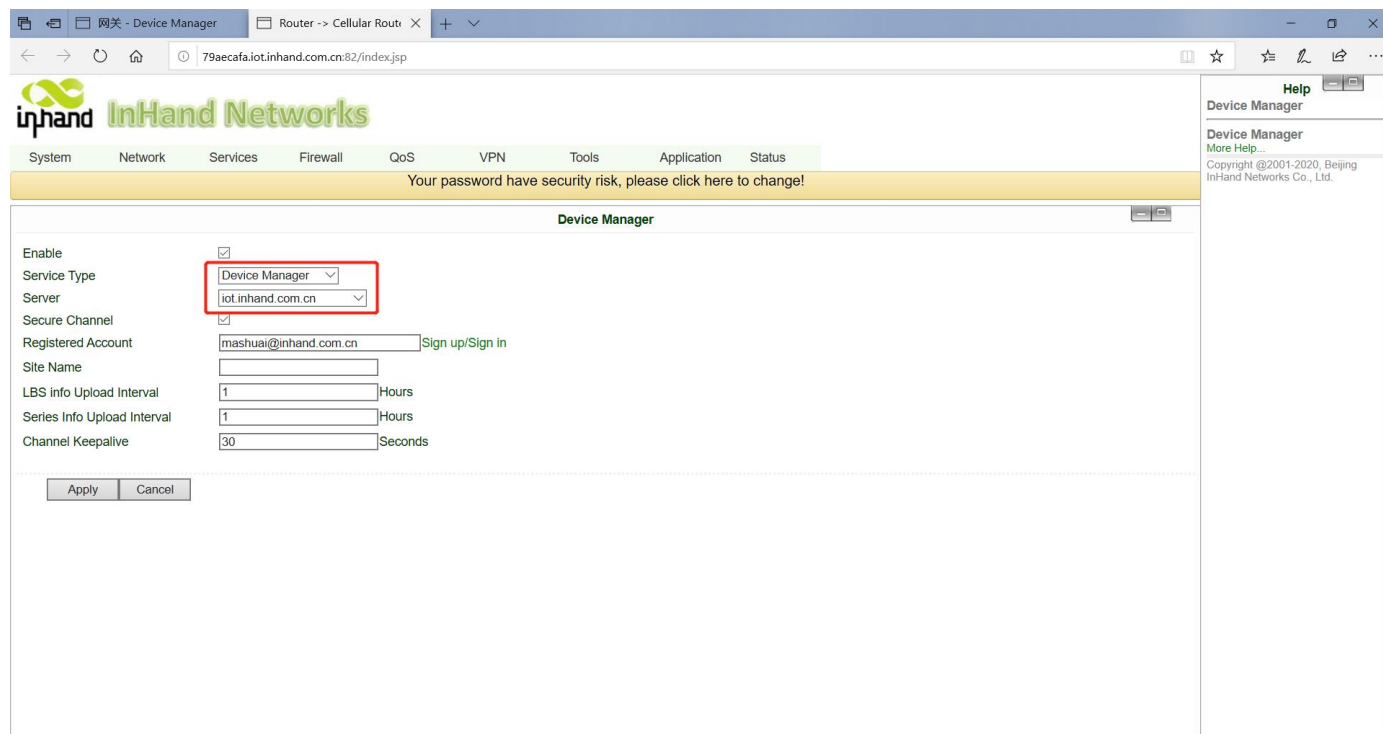 网关 - Device Manager
Router -> Cellular Route
79aecafa.iot.inhand.com.cn:82/index.jsp
inhand InHand Networks
System Network Services Firewall QoS VPN Tools Application Status
Your password have security risk, please click here to change!
Device Manager
Enable
Service Type Device Manager
Server iot.inhand.com.cn
Secure Channel
Registered Account mashuai@inhand.com.cn Sign up/Sign in
Site Name
LBS info Upload Interval 1 Hours
Series Info Upload Interval 1 Hours
Channel Keepalive 30 Seconds
Apply Cancel
Help
Device Manager
Device Manager
More Help...
Copyright @2001-2020, Beijing
InHand Networks Co., Ltd.